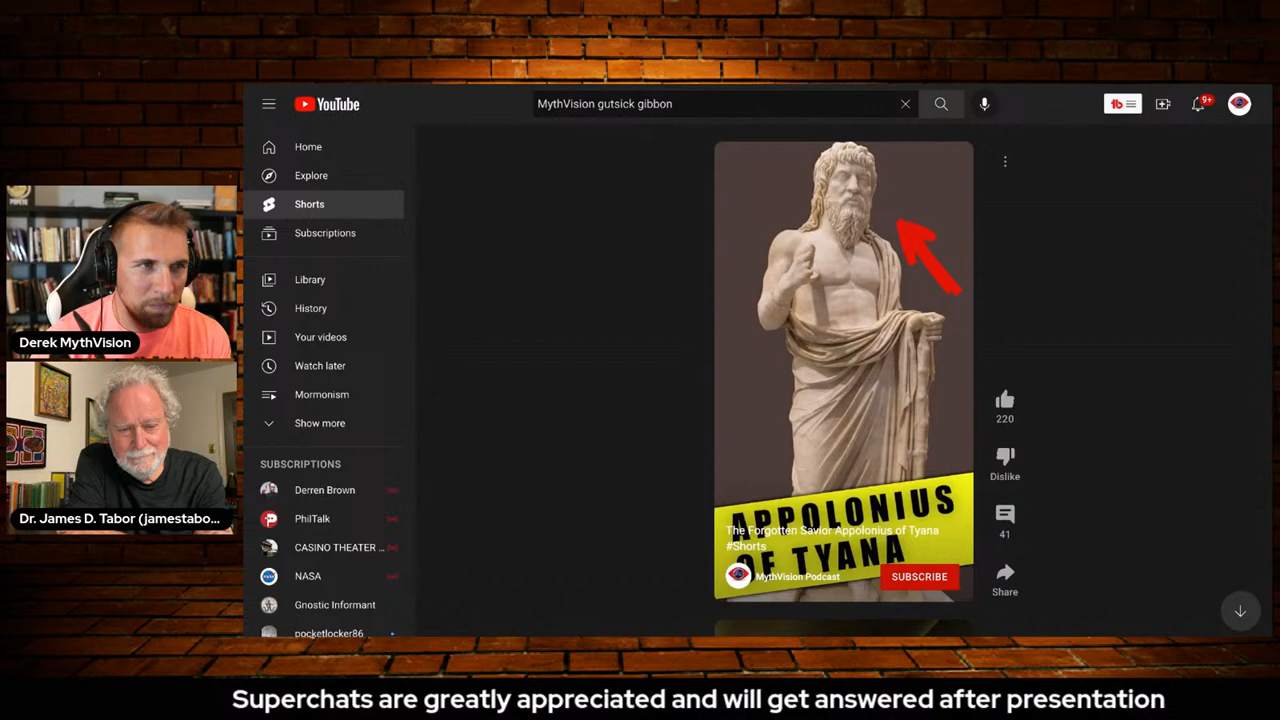 YouTube
MythVision gutsick gibbon
9+
Home
Explore
Shorts
Subscriptions
Library
History
Your videos
Watch later
Mormonism
Show more
SUBSCRIPTIONS
Derren Brown
PhilTalk
CASINO THEATER ...
NASA
Gnostic Informant
pocketlocker86
Derek MythVision
Dr. James D. Tabor (jamestabo...
APPOLONIUS
OF TYANA
The Forgotten Savior Appolonius of Tyana
#Shorts
MythVision Podcast
SUBSCRIBE
220
Dislike
41
Share
Superchats are greatly appreciated and will get answered after presentation